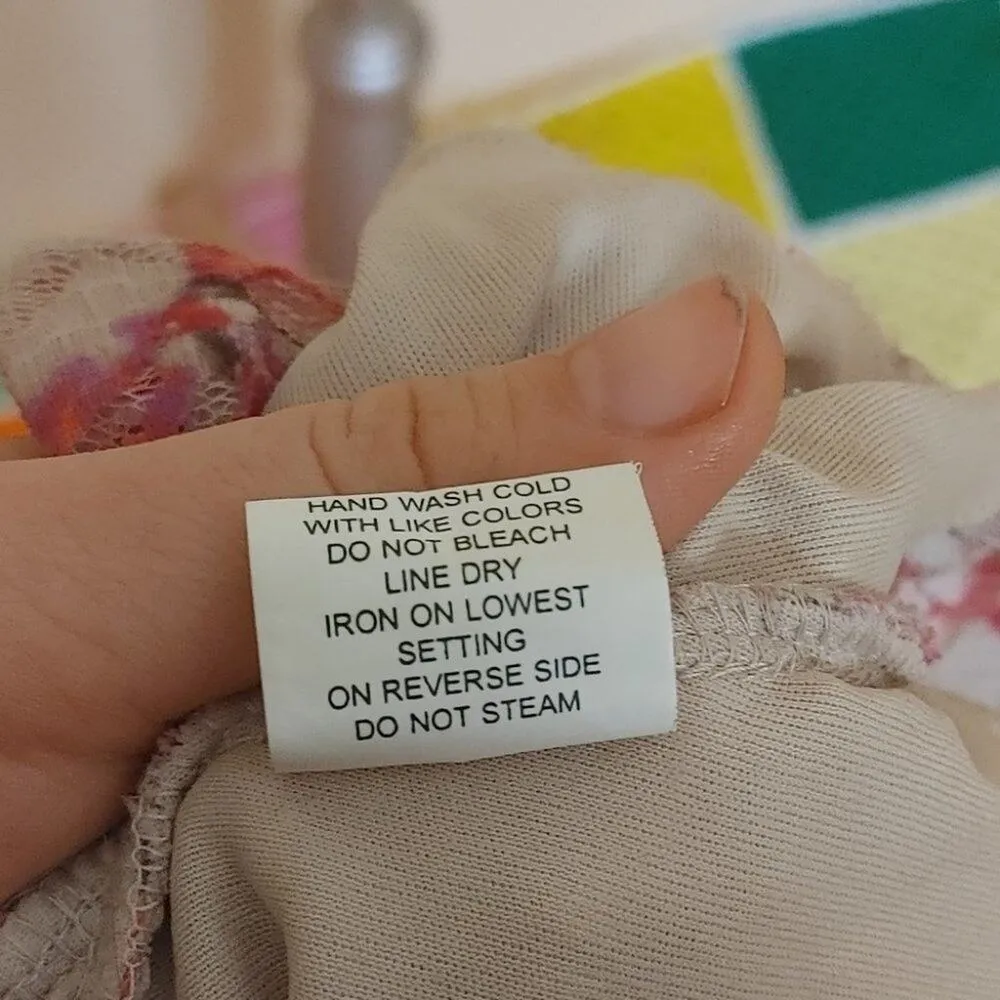 HAND WASH COLD
WITH LIKE COLORS
DO NOT BLEACH
LINE DRY
IRON ON LOWEST
SETTING
ON REVERSE SIDE
DO NOT STEAM